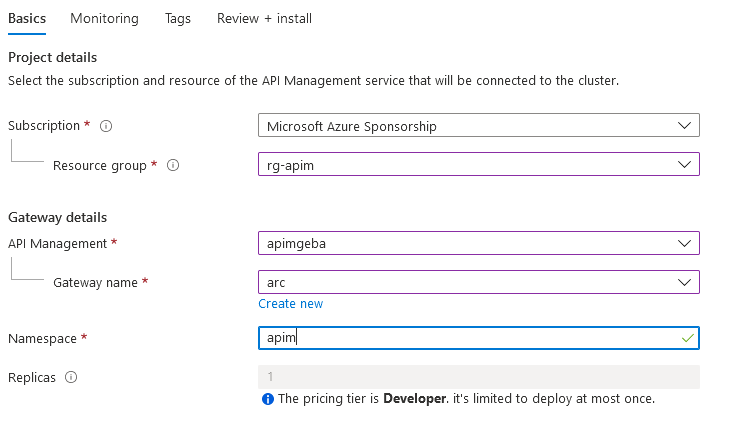 Basics Monitoring Tags Review + install
Project details
Select the subscription and resource of the API Management service that will be connected to the cluster.
Subscription * Microsoft Azure Sponsorship
Resource group * rg-apim
Gateway details
API Management * apimgeba
Gateway name * arc
Create new
Namespace * apim
Replicas 1
The pricing tier is Developer. it's limited to deploy at most once.